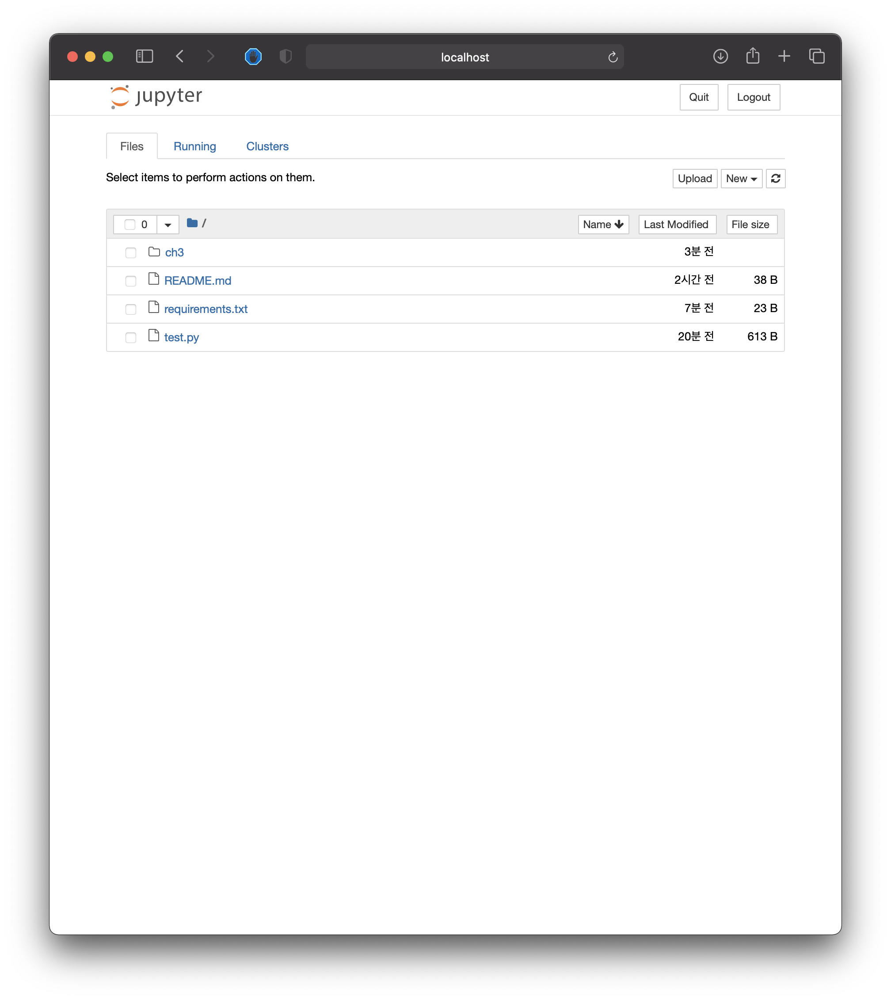 localhost
jupyter
Quit Logout
Files Running Clusters
Select items to perform actions on them.
Upload New
0 / Name Last Modified File size
ch3 3분 전
README.md 2시간 전 38 B
requirements.txt 7분 전 23 B
test.py 20분 전 613 B